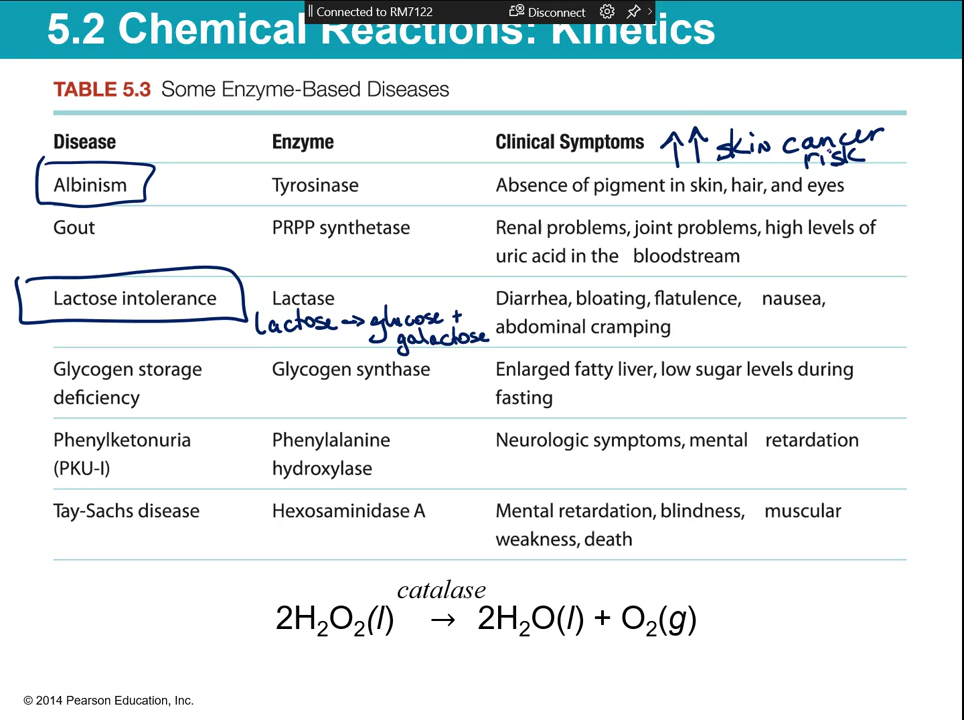 Connected to RM7122 Disconnect
5.2 Chemical Reactions: Kinetics
TABLE 5.3 Some Enzyme-Based Diseases
Disease Enzyme Clinical Symptoms ↑↑ skin cancer
risk
Albinism Tyrosinase Absence of pigment in skin, hair, and eyes
Gout PRPP synthetase Renal problems, joint problems, high levels of
uric acid in the bloodstream
Lactose intolerance Lactase Diarrhea, bloating, flatulence, nausea,
lactose → glucose +
galactose
abdominal cramping
Glycogen storage Glycogen synthase Enlarged fatty liver, low sugar levels during
deficiency fasting
Phenylketonuria Phenylalanine Neurologic symptoms, mental retardation
(PKU-I) hydroxylase
Tay-Sachs disease Hexosaminidase A Mental retardation, blindness, muscular
weakness, death
catalase
2H₂O₂(l) → 2H₂O(l) + O₂(g)
© 2014 Pearson Education, Inc.